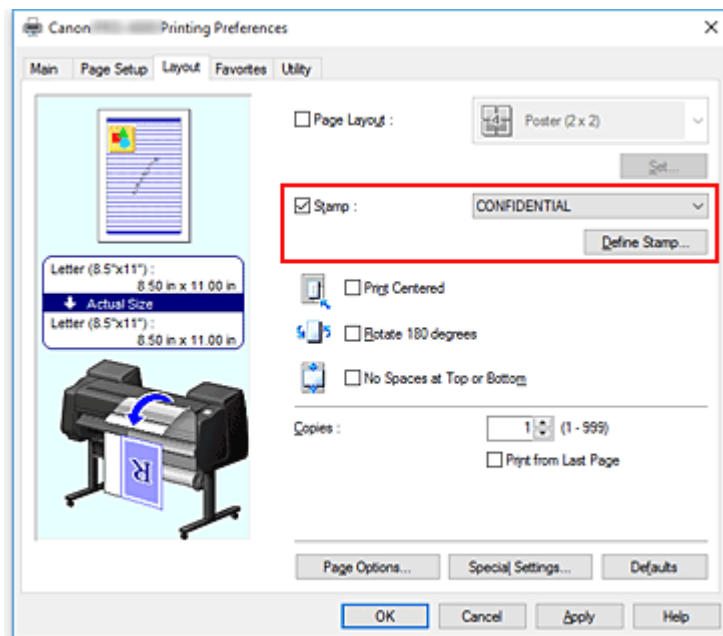 Canon Printing Preferences
Main Page Setup Layout Favorites Utility
Page Layout : Poster (2 x 2)
Set...
Stamp : CONFIDENTIAL
Define Stamp...
Letter (8.5"x11") :
8.50 in x 11.00 in
Actual Size
Letter (8.5"x11") :
8.50 in x 11.00 in
Print Centered
Rotate 180 degrees
No Spaces at Top or Bottom
Copies : 1 (1 - 999)
Print from Last Page
R
Page Options... Special Settings... Defaults
OK Cancel Apply Help